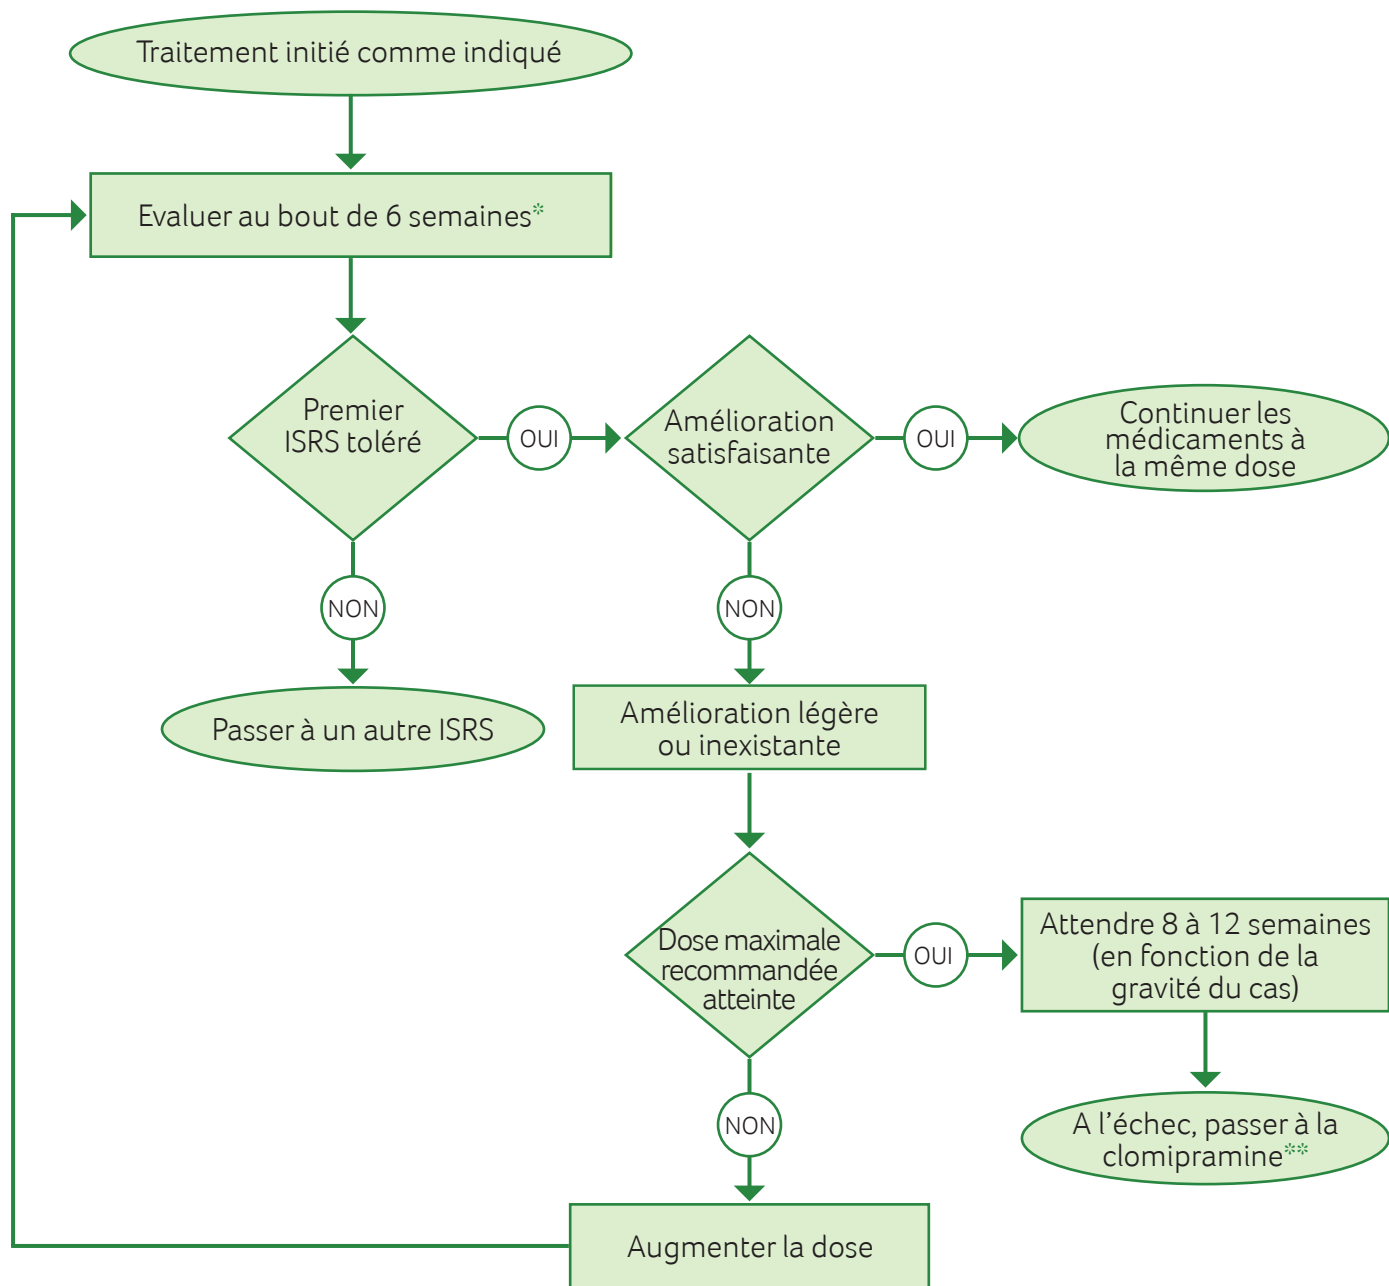 Traitement initié comme indiqué
Evaluer au bout de 6 semaines*
Premier
ISRS toléré
OUI
Amélioration
satisfaisante
OUI
Continuer les
médicaments à
la même dose
NON
NON
Passer à un autre ISRS
Amélioration légère
ou inexistante
Dose maximale
recommandée
atteinte
OUI
Attendre 8 à 12 semaines
(en fonction de la
gravité du cas)
NON
A l’échec, passer à la
clomipramine**
Augmenter la dose